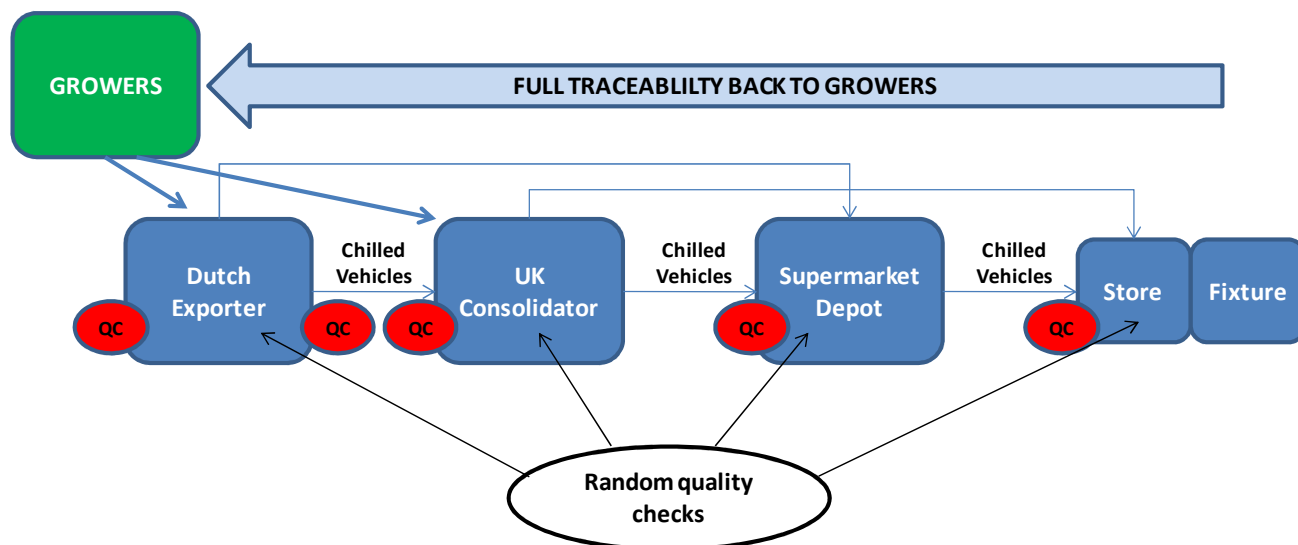 GROWERS
FULL TRACEABLILTY BACK TO GROWERS
Dutch
Exporter
Chilled
Vehicles
UK
Consolidator
Chilled
Vehicles
Supermarket
Depot
Chilled
Vehicles
Store
Fixture
QC
QC
QC
QC
QC
Random quality
checks